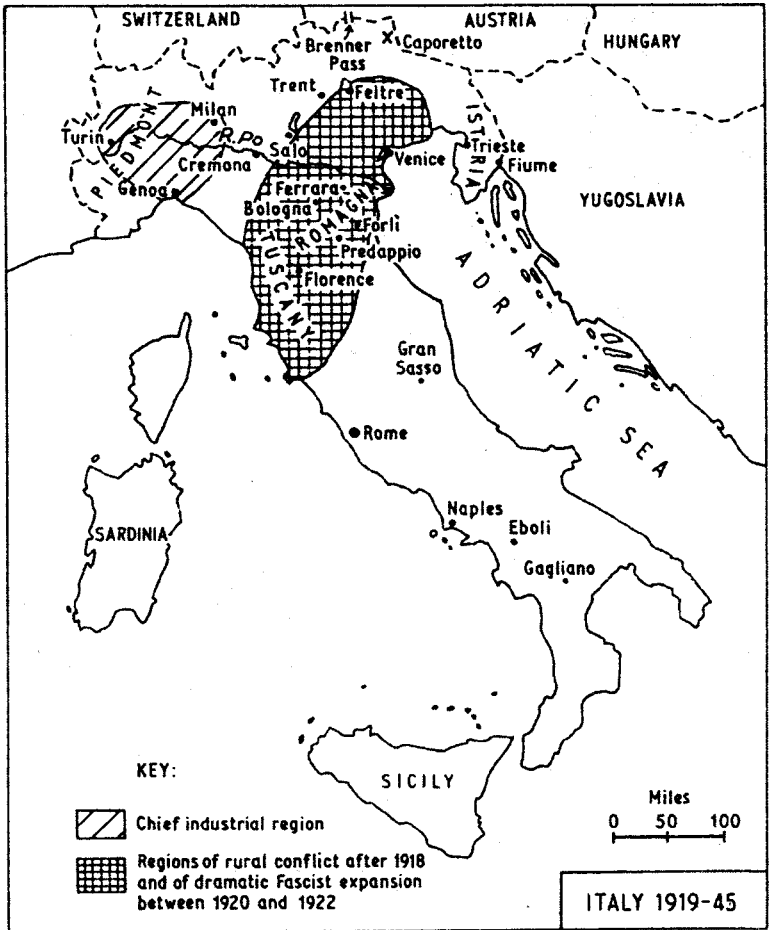 SWITZERLAND
AUSTRIA
Brenner
Pass
Caporetto
HUNGARY
Trent
Feltre
PIEDMONT
Milan
Turin
R. Po
Salo
Cremona
Venice
ISTRIA
Trieste
Fiume
Genoa
Ferrara
Bologna
ROMAGNA
Forlì
Predappio
YUGOSLAVIA
TUSCANY
Florence
ADRIATIC SEA
Gran
Sasso
Rome
Naples
Eboli
Gagliano
SARDINIA
SICILY
KEY:
Chief industrial region
Regions of rural conflict after 1918
and of dramatic Fascist expansion
between 1920 and 1922
Miles
0 50 100
ITALY 1919-45